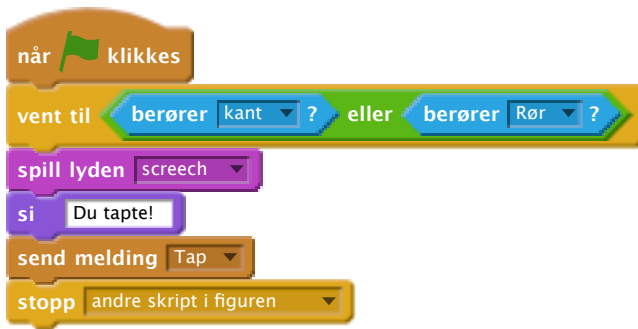 når klikkes
vent til berører kant ? eller berører Rør ?
spill lyden screech
si Du tapte!
send melding Tap
stopp andre skript i figuren